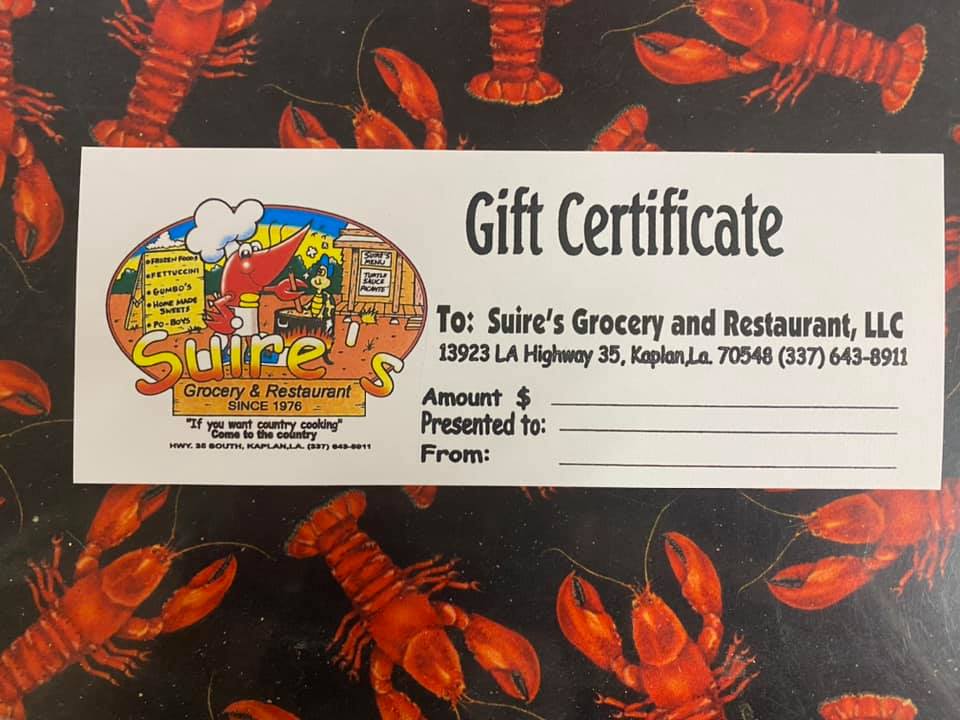 Gift Certificate
To: Suire's Grocery and Restaurant, LLC
13923 LA Highway 35, Kaplan,La. 70548 (337) 643-8911
Amount $
Presented to:
From:
• FROZEN FOODS
• FETTUCCINI
• GUMBO'S
• HOME MADE
SWEETS
• PO-BOYS
SUIRE'S
MENU
TURTLE
SAUCE
PICANTE
Suire's
Grocery & Restaurant
SINCE 1976
"If you want country cooking"
Come to the country
HWY. 35 SOUTH, KAPLAN,LA. (337) 643-8911